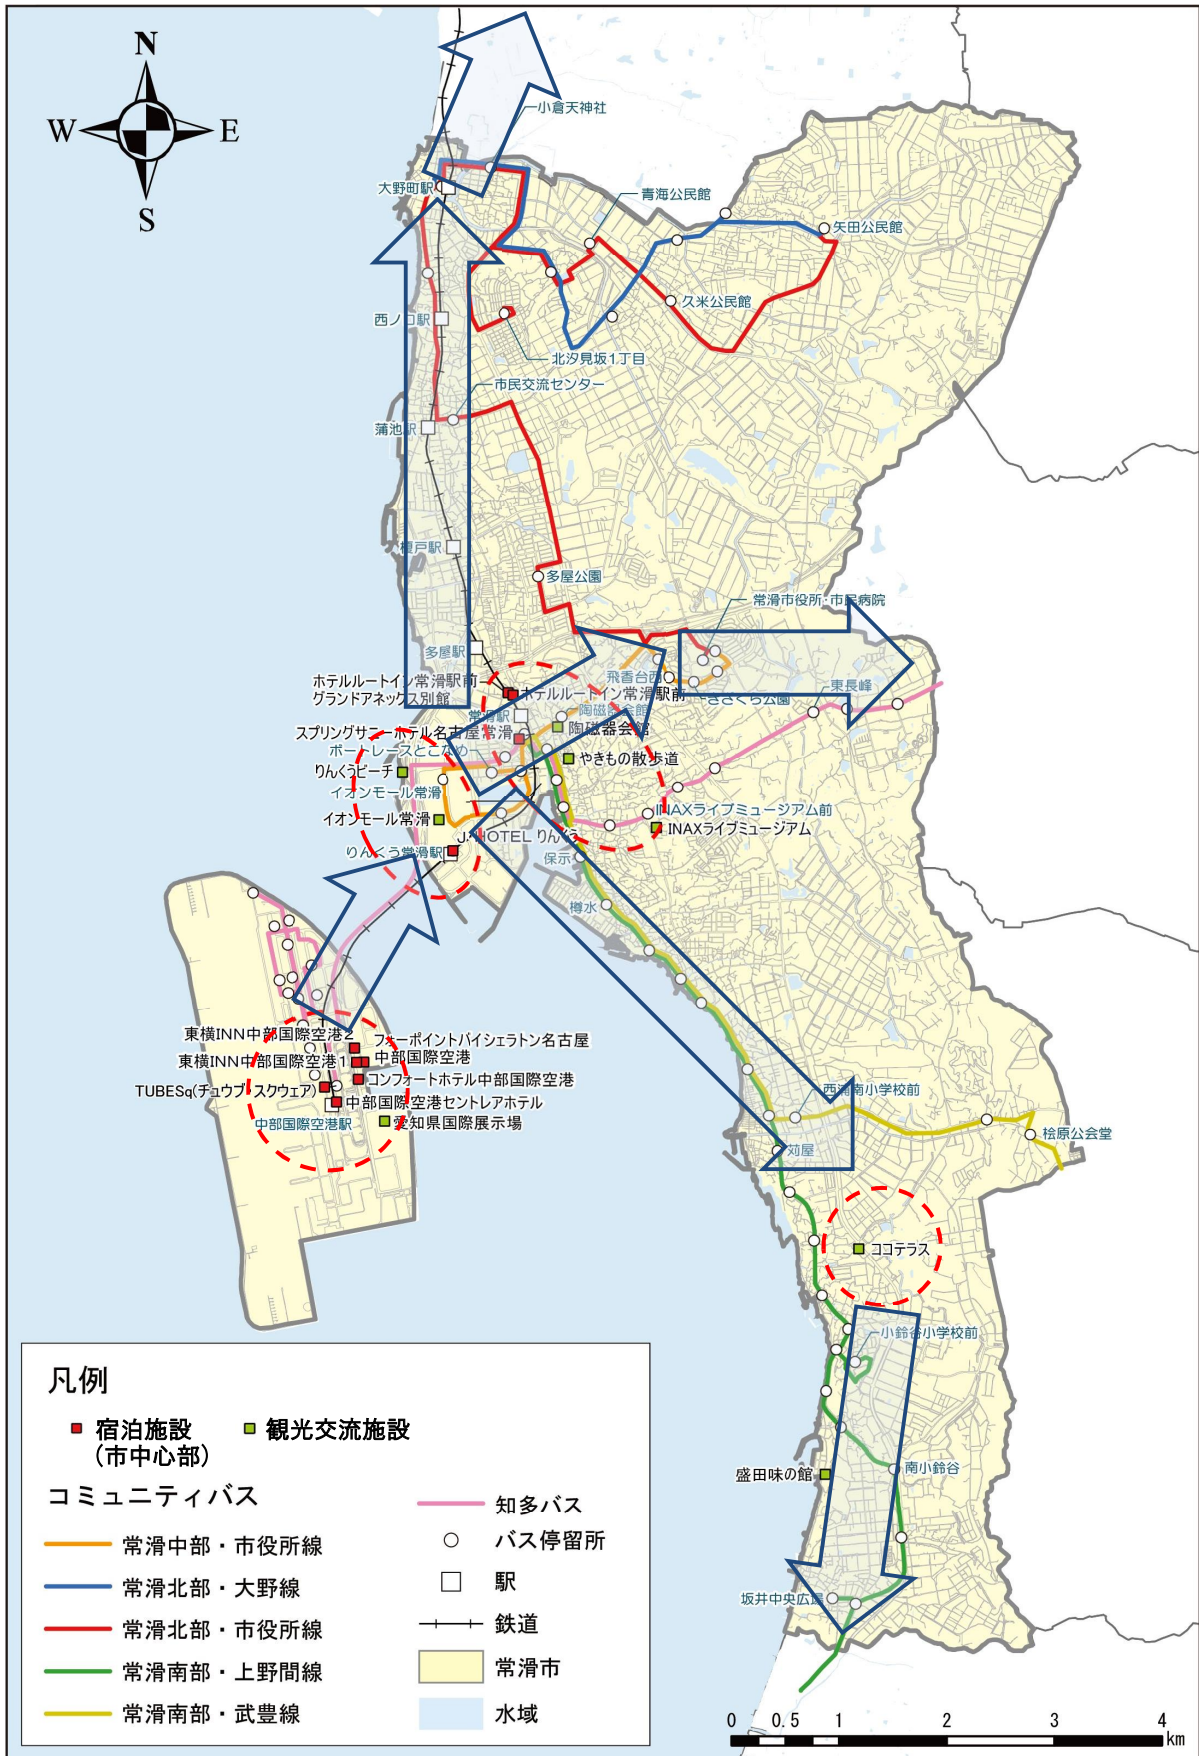 N
W
E
S
小倉天神社
大野町駅
青海公民館
矢田公民館
久米公民館
西ノ口駅
北汐見坂1丁目
市民交流センター
蒲池駅
榎戸駅
多屋公園
常滑市役所・市民病院
多屋駅
飛香台西
ホテルルートイン常滑駅前
グランドアネックス別館
ホテルルートイン常滑駅前
きざくら公園
東長峰
常滑駅
陶磁器会館
陶磁器会館
スプリングサニーホテル名古屋常滑
ボートレースとこなめ
やきもの散歩道
りんくうビーチ
イオンモール常滑
イオンモール常滑
INAXライブミュージアム前
INAXライブミュージアム
J-HOTEL りんくう
りんくう常滑駅
保示
樽水
東横INN中部国際空港2
フォーポイントバイシェラトン名古屋
中部国際空港
東横INN中部国際空港1
コンフォートホテル中部国際空港
TUBESq(チュウブ スクウェア)
中部国際空港セントレアホテル
中部国際空港駅
愛知県国際展示場
西浦南小学校前
桧原公会堂
苅屋
ココテラス
小鈴谷小学校前
盛田味の館
南小鈴谷
坂井中央広場
凡例
宿泊施設
(市中心部)
観光交流施設
コミュニティバス
常滑中部・市役所線
常滑北部・大野線
常滑北部・市役所線
常滑南部・上野間線
常滑南部・武豊線
知多バス
バス停留所
駅
鉄道
常滑市
水域
0 0.5 1 2 3 4
km